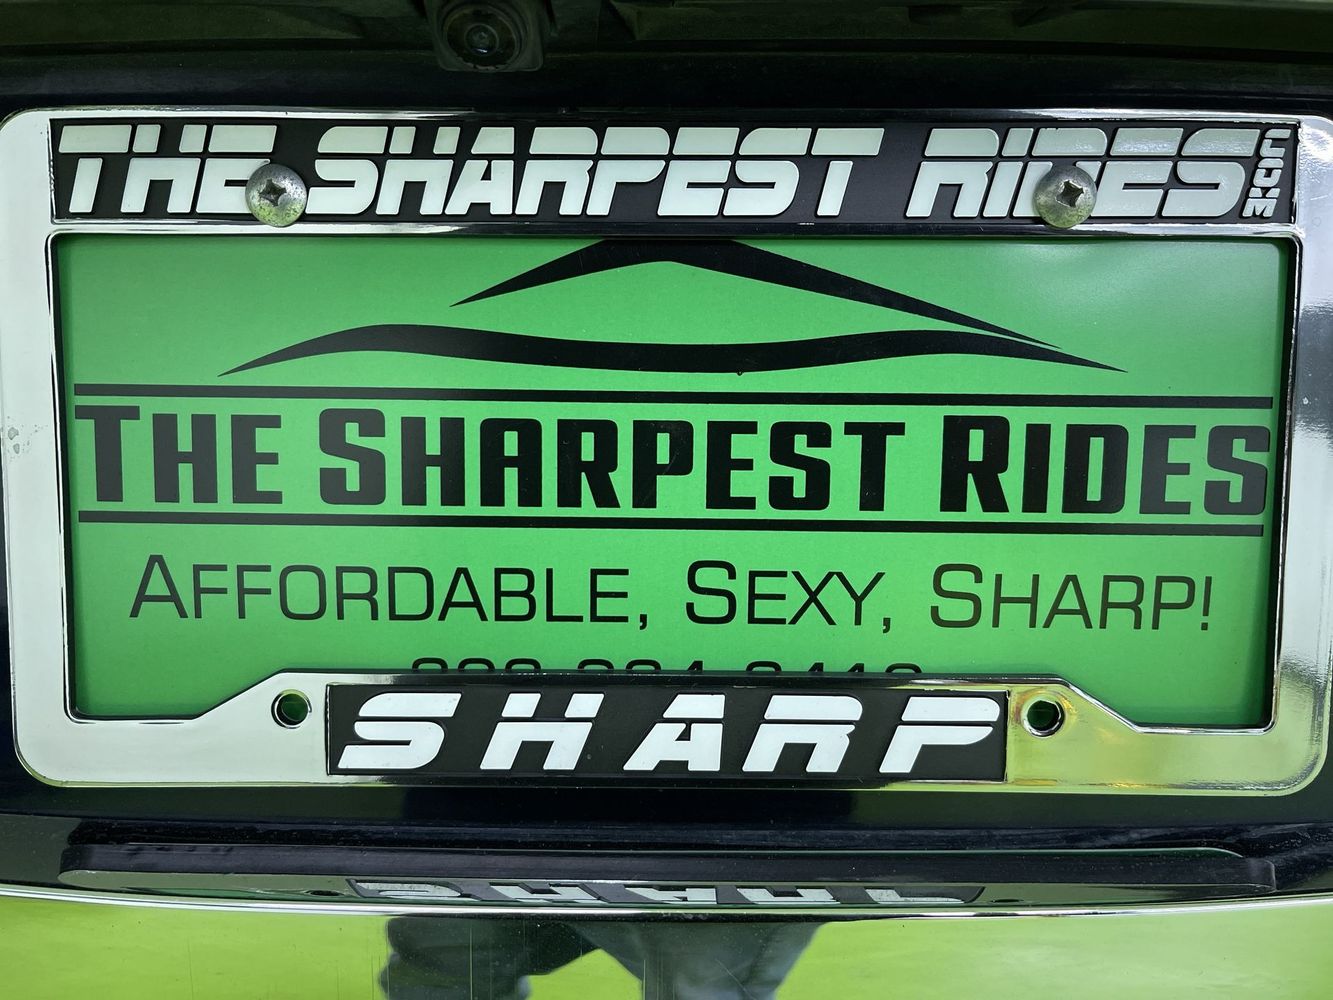 THE SHARPEST RIDES.COM
THE SHARPEST RIDES
AFFORDABLE, SEXY, SHARP!
SHARP